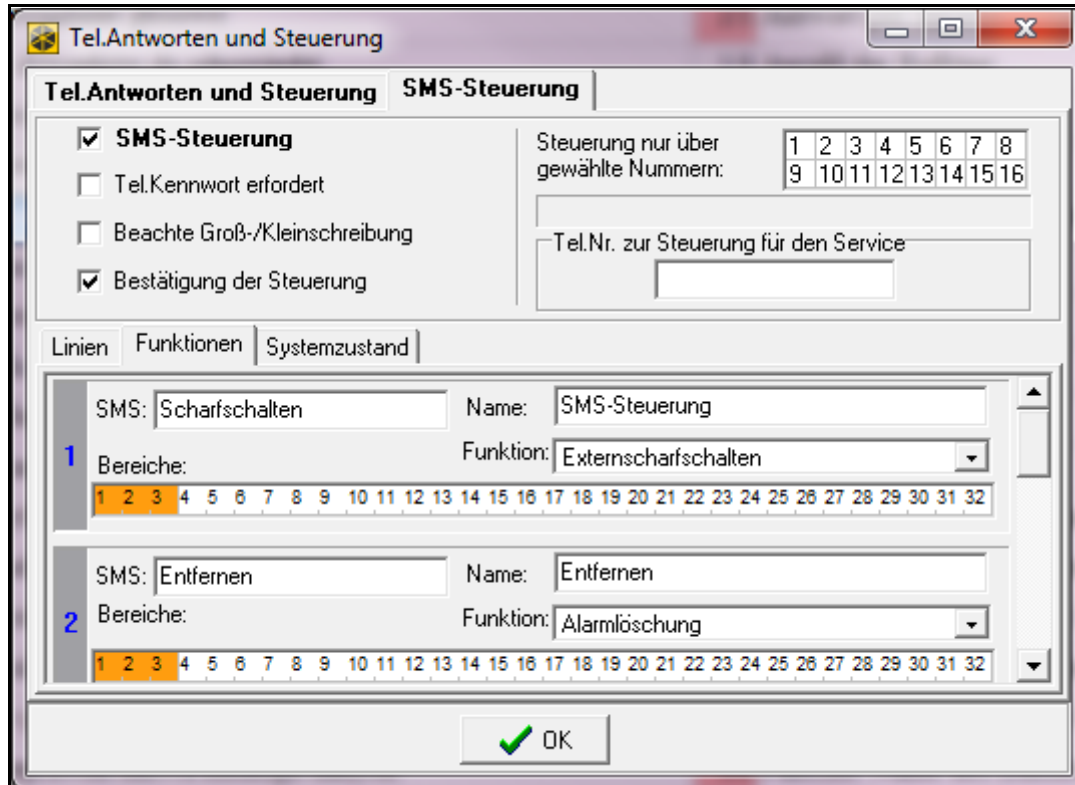 Tel.Antworten und Steuerung
Tel.Antworten und Steuerung SMS-Steuerung
SMS-Steuerung
Tel.Kennwort erfordert
Beachte Groß-/Kleinschreibung
Bestätigung der Steuerung
Steuerung nur über
gewählte Nummern:
1 2 3 4 5 6 7 8
9 10 11 12 13 14 15 16
Tel.Nr. zur Steuerung für den Service
Linien Funktionen Systemzustand
1
SMS: Scharfschalten Name: SMS-Steuerung
Bereiche: Funktion: Externscharfschalten
1 2 3 4 5 6 7 8 9 10 11 12 13 14 15 16 17 18 19 20 21 22 23 24 25 26 27 28 29 30 31 32
2
SMS: Entfernen Name: Entfernen
Bereiche: Funktion: Alarmlöschung
1 2 3 4 5 6 7 8 9 10 11 12 13 14 15 16 17 18 19 20 21 22 23 24 25 26 27 28 29 30 31 32
OK